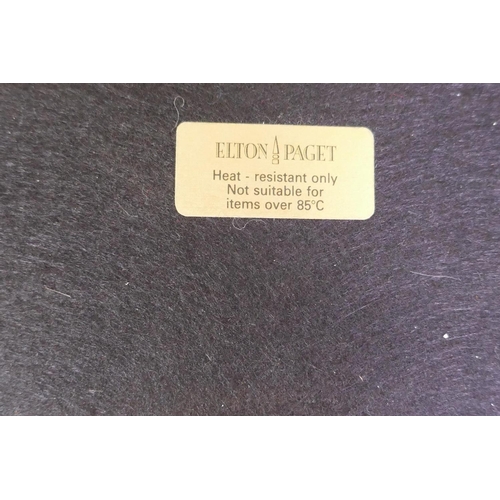 ELTON PAGET
Heat - resistant only
Not suitable for
items over 85°C